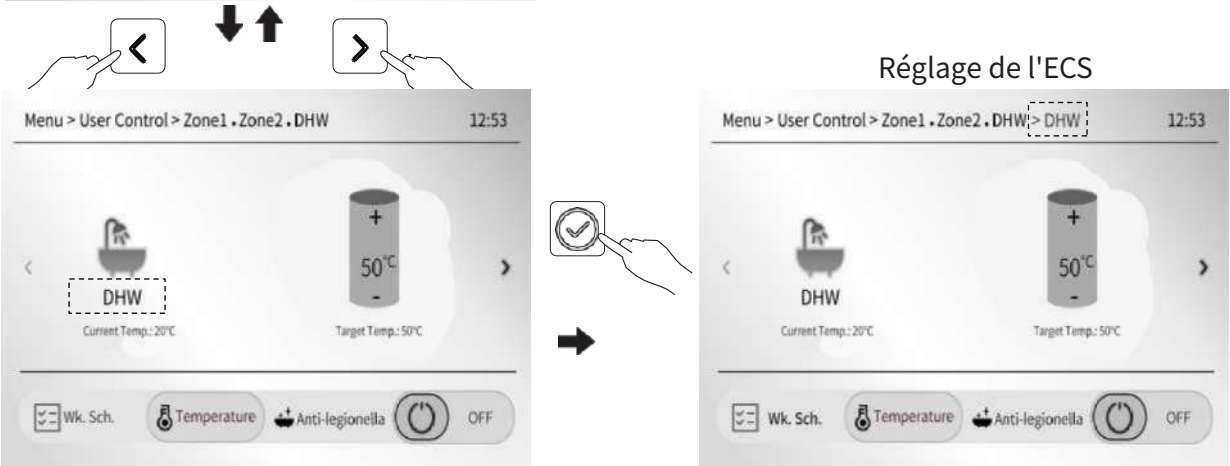 Réglage de l'ECS
Menu > User Control > Zone1 . Zone2 . DHW 12:53
DHW
Current Temp.: 20°C
+
50°C
-
Target Temp.: 50°C
Wk. Sch. Temperature Anti-legionella OFF
Menu > User Control > Zone1 . Zone2 . DHW > DHW 12:53
DHW
Current Temp.: 20°C
+
50°C
-
Target Temp.: 50°C
Wk. Sch. Temperature Anti-legionella OFF